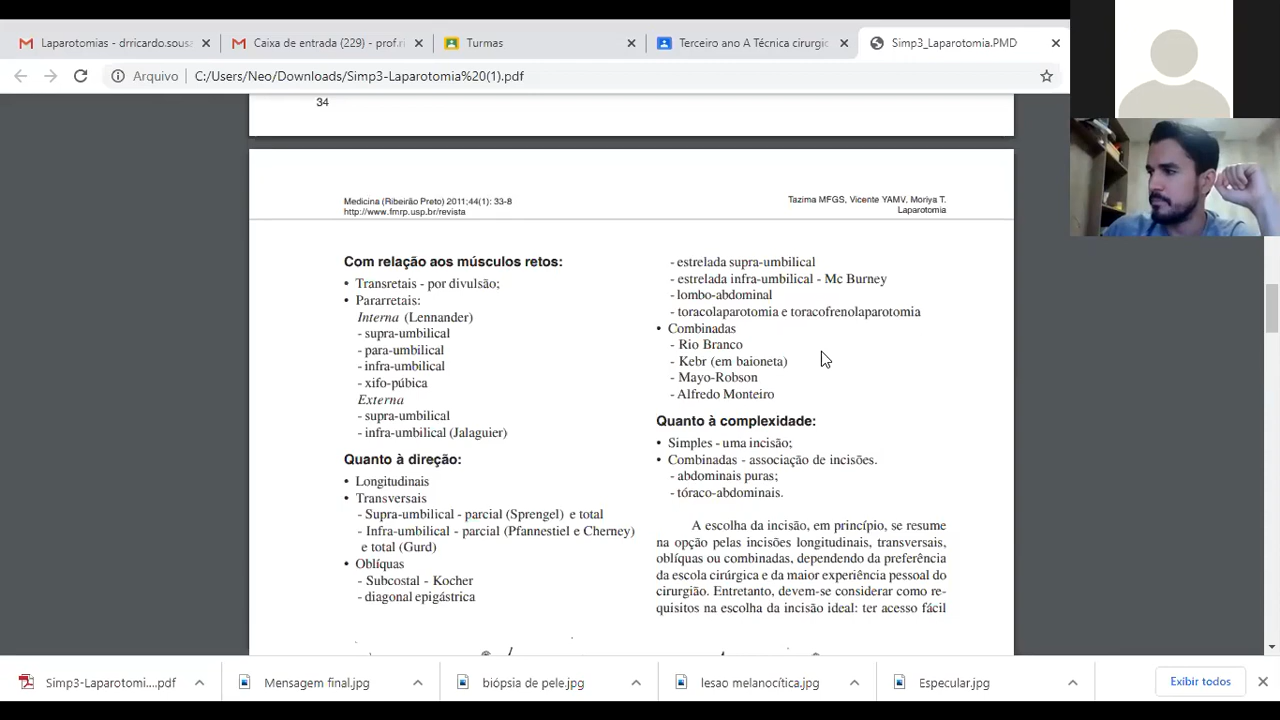 Laparotomias - drricardo.sousa
Caixa de entrada (229) - prof.ri
Turmas
Terceiro ano A Técnica cirurgic
Simp3_Laparotomia.PMD
Arquivo
C:/Users/Neo/Downloads/Simp3-Laparotomia%20(1).pdf
34
Medicina (Ribeirão Preto) 2011;44(1): 33-8
http://www.fmrp.usp.br/revista
Tazima MFGS, Vicente YAMV, Moriya T.
Laparotomia
Com relação aos músculos retos:
• Transretais - por divulsão;
• Pararretais:
Interna (Lennander)
- supra-umbilical
- para-umbilical
- infra-umbilical
- xifo-púbica
Externa
- supra-umbilical
- infra-umbilical (Jalaguier)
Quanto à direção:
• Longitudinais
• Transversais
- Supra-umbilical - parcial (Sprengel) e total
- Infra-umbilical - parcial (Pfannestiel e Cherney)
e total (Gurd)
• Oblíquas
- Subcostal - Kocher
- diagonal epigástrica
- estrelada supra-umbilical
- estrelada infra-umbilical - Mc Burney
- lombo-abdominal
- toracolaparotomia e toracofrenolaparotomia
• Combinadas
- Rio Branco
- Kebr (em baioneta)
- Mayo-Robson
- Alfredo Monteiro
Quanto à complexidade:
• Simples - uma incisão;
• Combinadas - associação de incisões.
- abdominais puras;
- tóraco-abdominais.
A escolha da incisão, em princípio, se resume
na opção pelas incisões longitudinais, transversais,
oblíquas ou combinadas, dependendo da preferência
da escola cirúrgica e da maior experiência pessoal do
cirurgião. Entretanto, devem-se considerar como re-
quisitos na escolha da incisão ideal: ter acesso fácil
Simp3-Laparotomi....pdf
Mensagem final.jpg
biópsia de pele.jpg
lesao melanocítica.jpg
Especular.jpg
Exibir todos